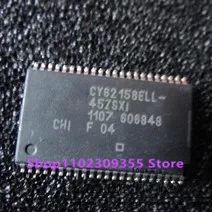 CY62158ELL-
45ZSXI
1107 606848
CHI F 04
Shop1102309355 Store